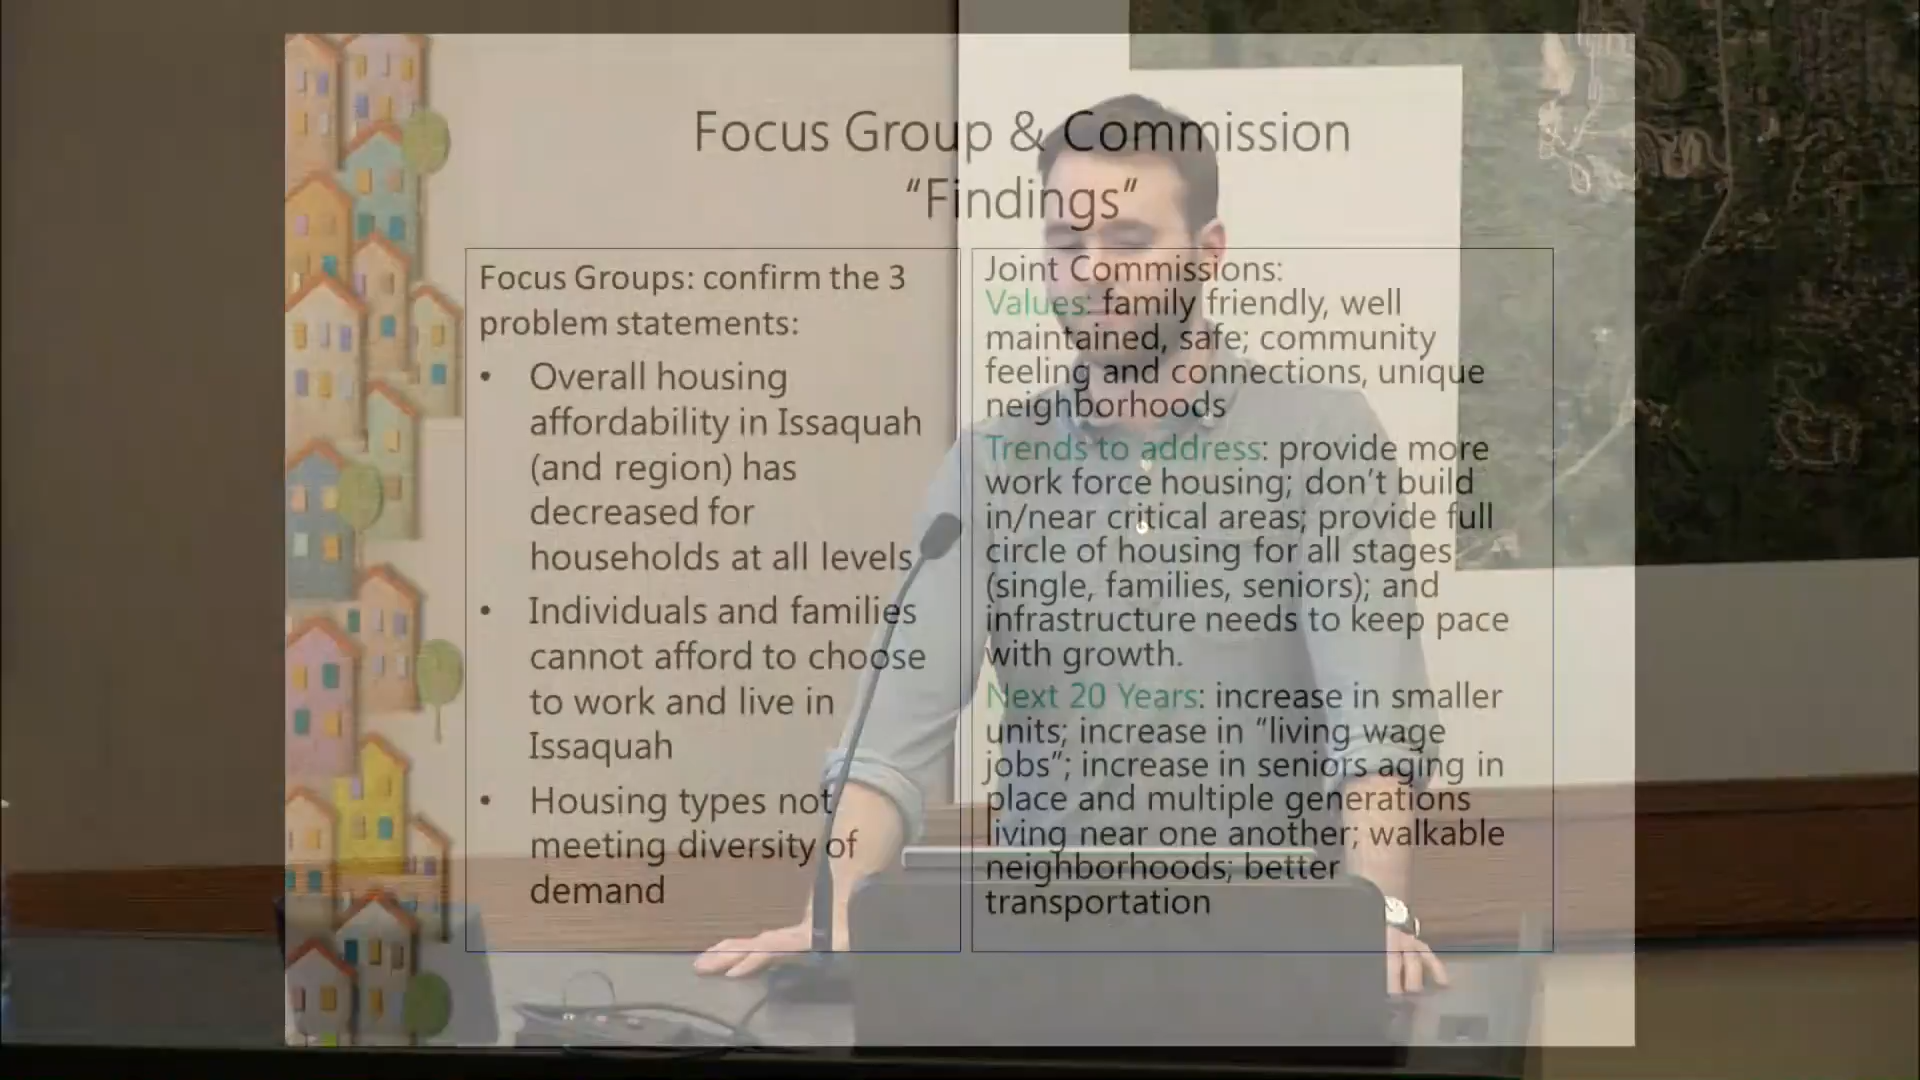 Focus Group & Commission
“Findings”
Focus Groups: confirm the 3
problem statements:
• Overall housing
affordability in Issaquah
(and region) has
decreased for
households at all levels
• Individuals and families
cannot afford to choose
to work and live in
Issaquah
• Housing types not
meeting diversity of
demand
Joint Commissions:
Values: family friendly, well
maintained, safe; community
feeling and connections, unique
neighborhoods
Trends to address: provide more
work force housing; don’t build
in/near critical areas; provide full
circle of housing for all stages
(single, families, seniors); and
infrastructure needs to keep pace
with growth.
Next 20 Years: increase in smaller
units; increase in “living wage
jobs”; increase in seniors aging in
place and multiple generations
living near one another; walkable
neighborhoods; better
transportation